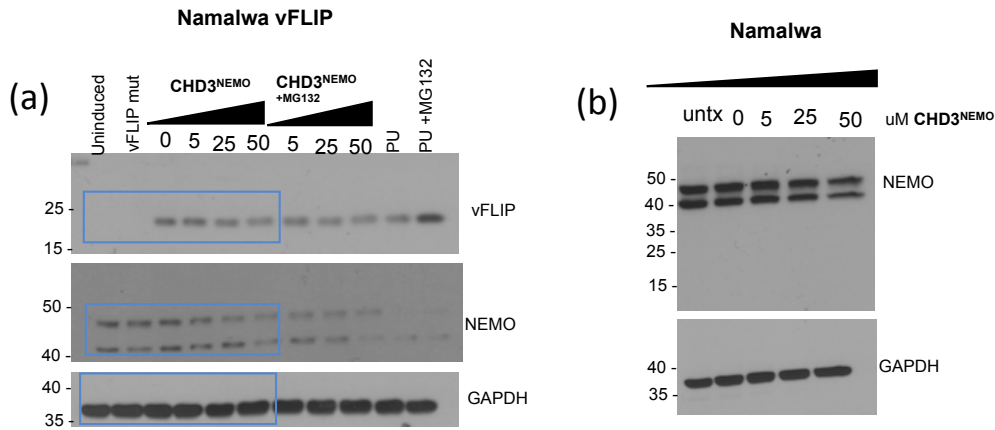 Namalwa vFLIP
(a)
Uninduced
vFLIP mut
CHD3NEMO
CHD3NEMO
+MG132
PU
PU +MG132
0 5 25 50 5 25 50
25 -
15 -
vFLIP
50 -
40 -
NEMO
40 -
35 -
GAPDH
Namalwa
(b)
untx 0 5 25 50 uM CHD3NEMO
50 -
40 -
35 -
25 -
15 -
NEMO
40 -
35 -
GAPDH